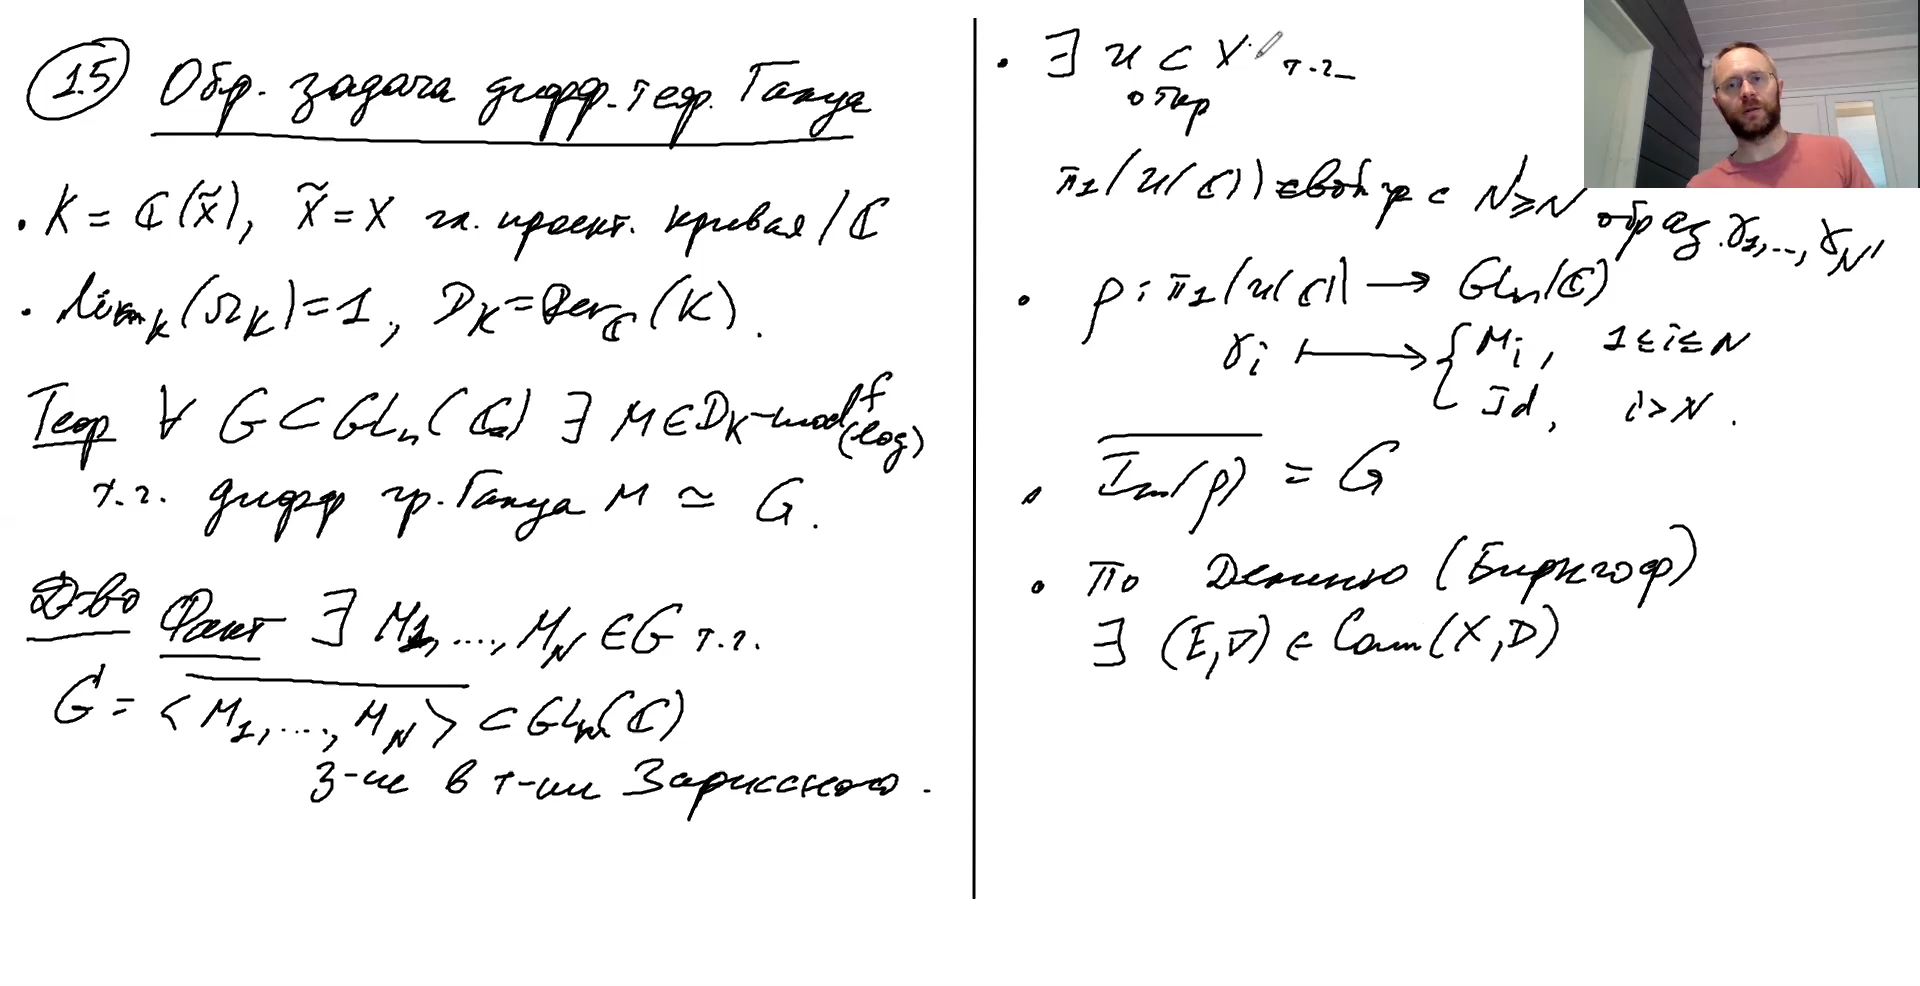 1.5 Обр. задача дифф. теор. Галуа
• K = ℂ(X̃), X̃ = X гл. проект. кривая / ℂ
• dim_K(Ω_K) = 1, D_K = Der_ℂ(K).
Теор ∀ G ⊂ GL_n(ℂ) ∃ M ∈ D_K-mod^f_(log)
т.ч. дифф гр. Галуа M ≃ G.
Д-во Факт ∃ M_1, ..., M_N ∈ G т.ч.
G = \overline{< M_1, ..., M_N >} ⊂ GL_n(ℂ)
З-ие в т-ии Зарисского.
• ∃ U ⊂ X т.ч.
откр
π_1(U(ℂ)) своб гр с N' ≥ N образ. γ_1, ..., γ_N'
• ρ : π_1(U(ℂ)) → GL_n(ℂ)
γ_i ⟼ { M_i, 1 ≤ i ≤ N
Id, i > N.
• \overline{Im(ρ)} = G
• По Делиню (Биркгоф)
∃ (E, ∇) ∈ Conn(X, D)